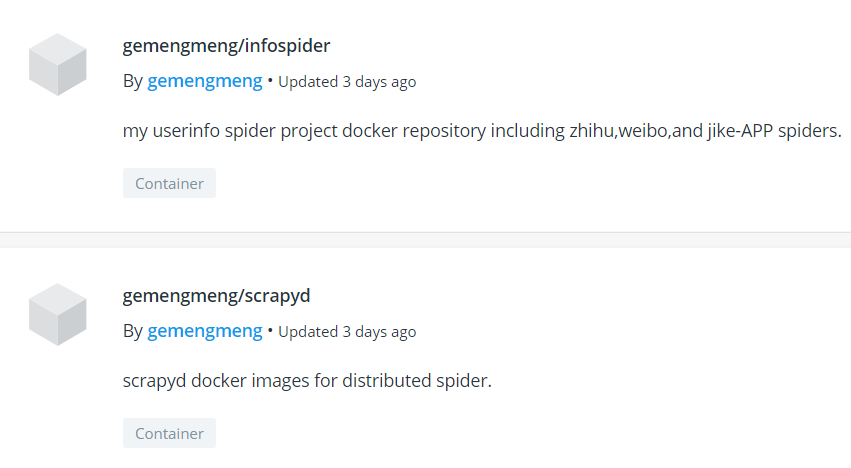 gemengmeng/infospider
By gemengmeng • Updated 3 days ago
my userinfo spider project docker repository including zhihu,weibo,and jike-APP spiders.
Container
gemengmeng/scrapyd
By gemengmeng • Updated 3 days ago
scrapyd docker images for distributed spider.
Container